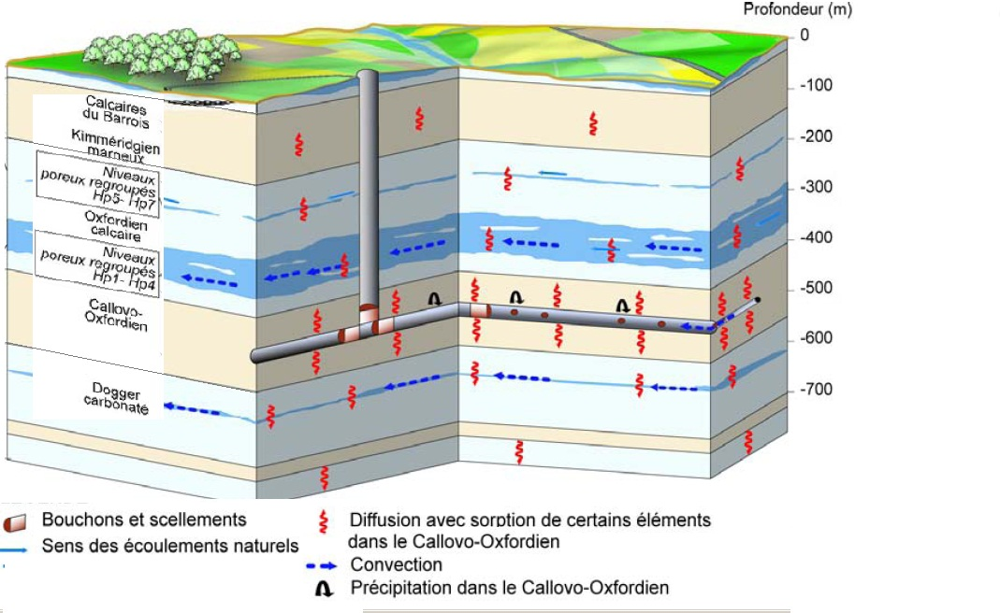 Profondeur (m)
0
-100
-200
-300
-400
-500
-600
-700
Calcaires
du Barrois
Kimméridgien
marneux
Niveaux
poreux regroupés
Hp5- Hp7
Oxfordien
calcaire
Niveaux
poreux regroupés
Hp1- Hp4
Callovo-
Oxfordien
Dogger
carbonaté
Bouchons et scellements
Sens des écoulements naturels
Diffusion avec sorption de certains éléments
dans le Callovo-Oxfordien
Convection
Précipitation dans le Callovo-Oxfordien